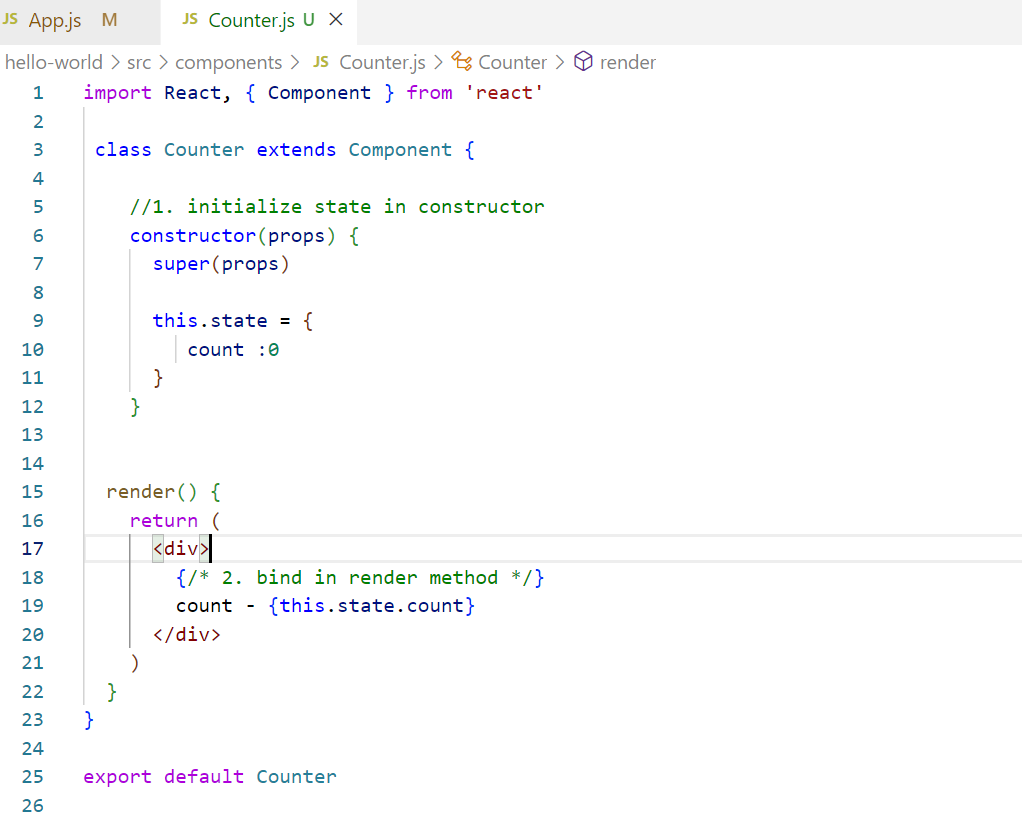 JS App.js M JS Counter.js U
hello-world > src > components > JS Counter.js > Counter > render
1 import React, { Component } from 'react'
2
3 class Counter extends Component {
4
5 //1. initialize state in constructor
6 constructor(props) {
7 super(props)
8
9 this.state = {
10 count :0
11 }
12 }
13
14
15 render() {
16 return (
17 <div>
18 {/* 2. bind in render method */}
19 count - {this.state.count}
20 </div>
21 )
22 }
23 }
24
25 export default Counter
26